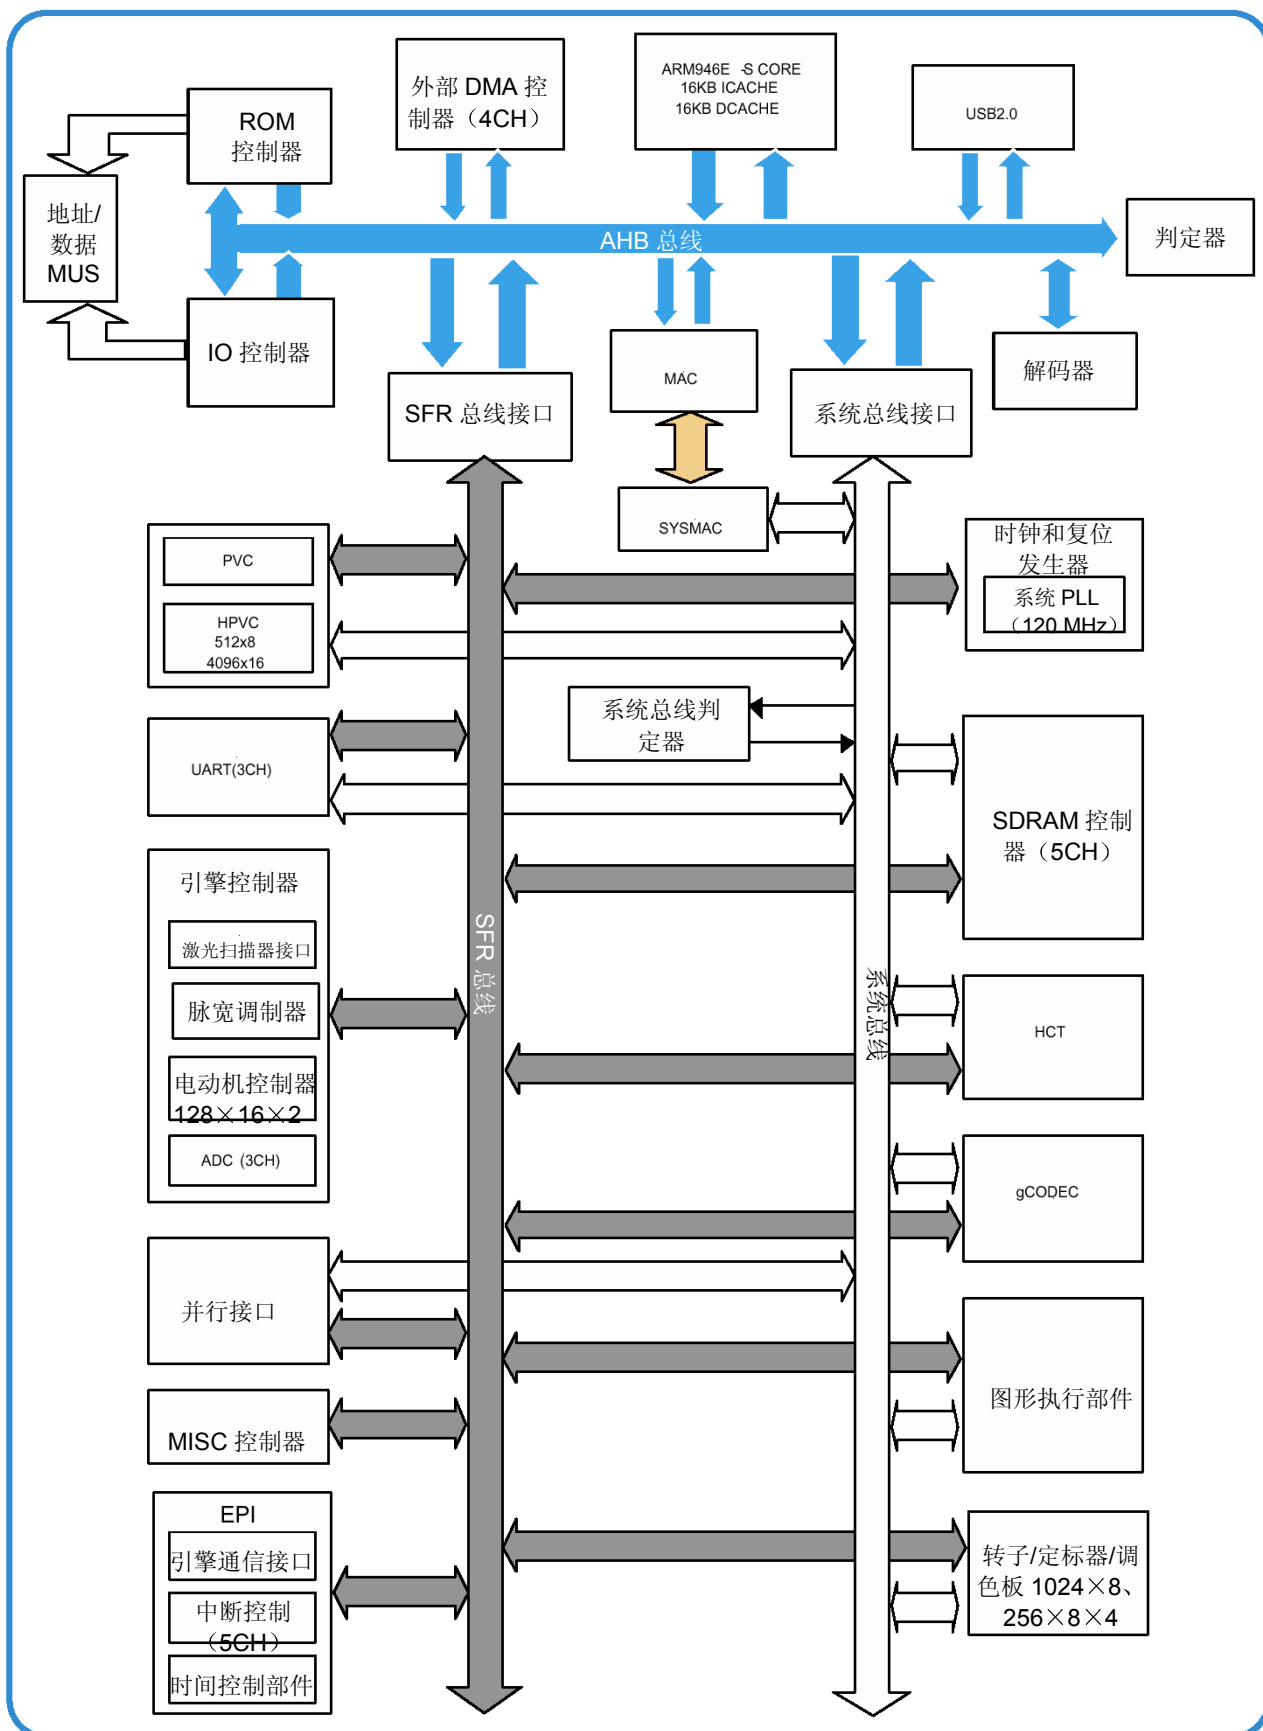 外部 DMA 控
制器（4CH）
ARM946E -S CORE
16KB ICACHE
16KB DCACHE
USB2.0
ROM
控制器
地址/
数据
MUS
AHB 总线
判定器
IO 控制器
SFR 总线接口
MAC
系统总线接口
解码器
SYSMAC
PVC
HPVC
512x8
4096x16
时钟和复位
发生器
系统 PLL
（120 MHz）
系统总线判
定器
UART(3CH)
SDRAM 控制
器（5CH）
引擎控制器
激光扫描器接口
脉宽调制器
电动机控制器
128×16×2
ADC (3CH)
SFR 总线
系统总线
HCT
gCODEC
并行接口
图形执行部件
MISC 控制器
EPI
引擎通信接口
中断控制
（5CH）
时间控制部件
转子/定标器/调
色板 1024×8、
256×8×4